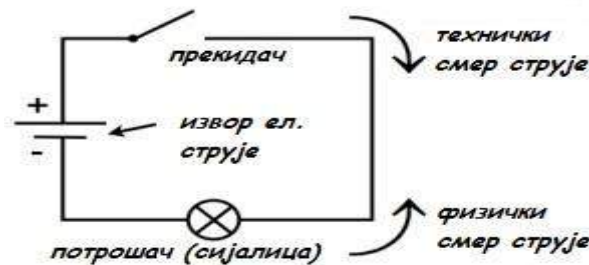 прекидач
технички
смер струје
+
-
извор ел.
струје
потрошач (сијалица)
физички
смер струје